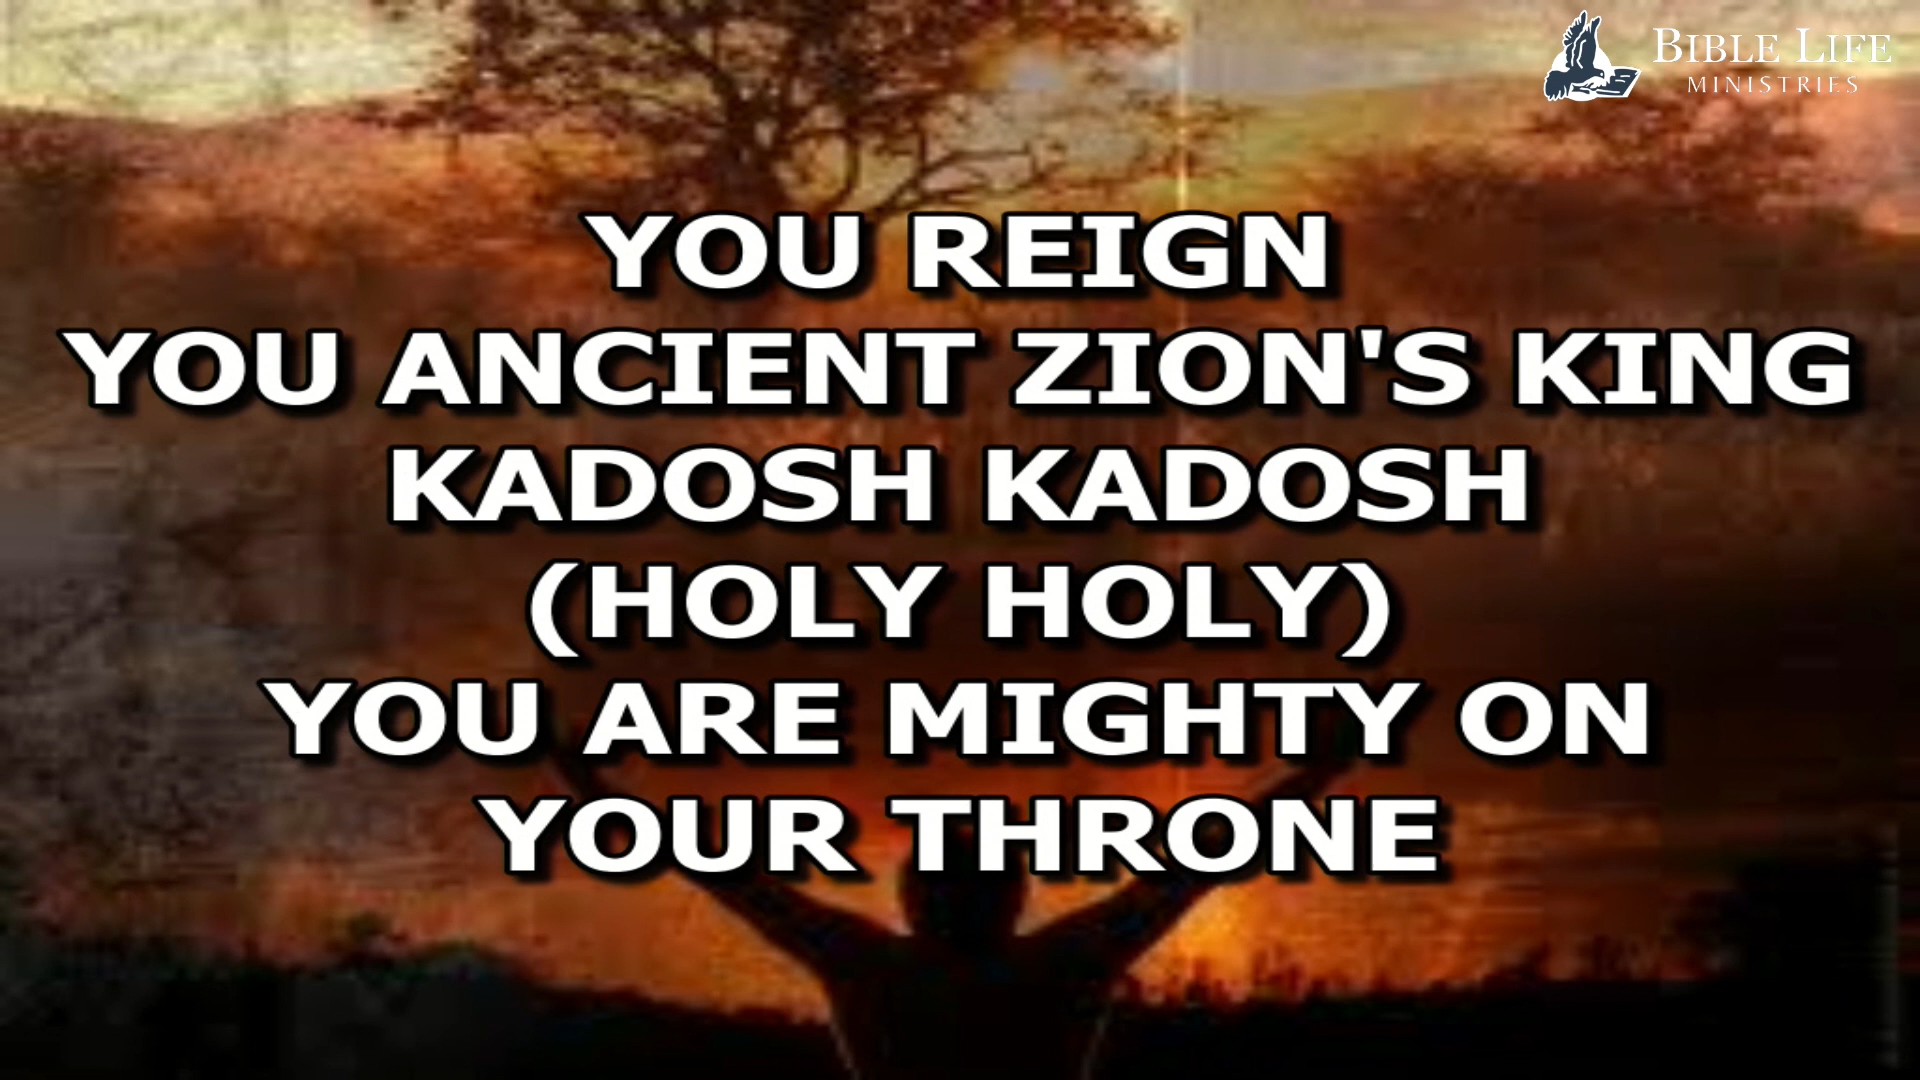 BIBLE LIFE
MINISTRIES
YOU REIGN
YOU ANCIENT ZION'S KING
KADOSH KADOSH
(HOLY HOLY)
YOU ARE MIGHTY ON
YOUR THRONE